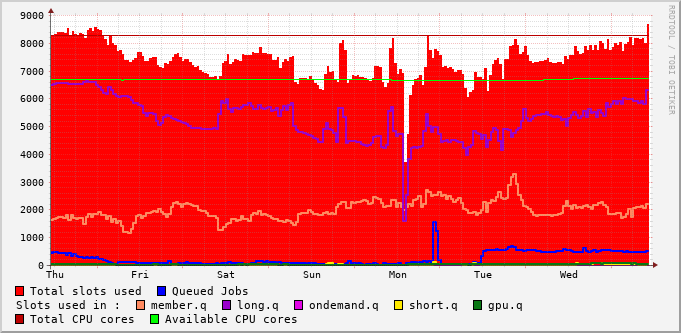 9000
8000
7000
6000
5000
4000
3000
2000
1000
0
Thu Fri Sat Sun Mon Tue Wed
RRDTOOL / TOBI OETIKER
Total slots used Queued Jobs
Slots used in : member.q long.q ondemand.q short.q gpu.q
Total CPU cores Available CPU cores